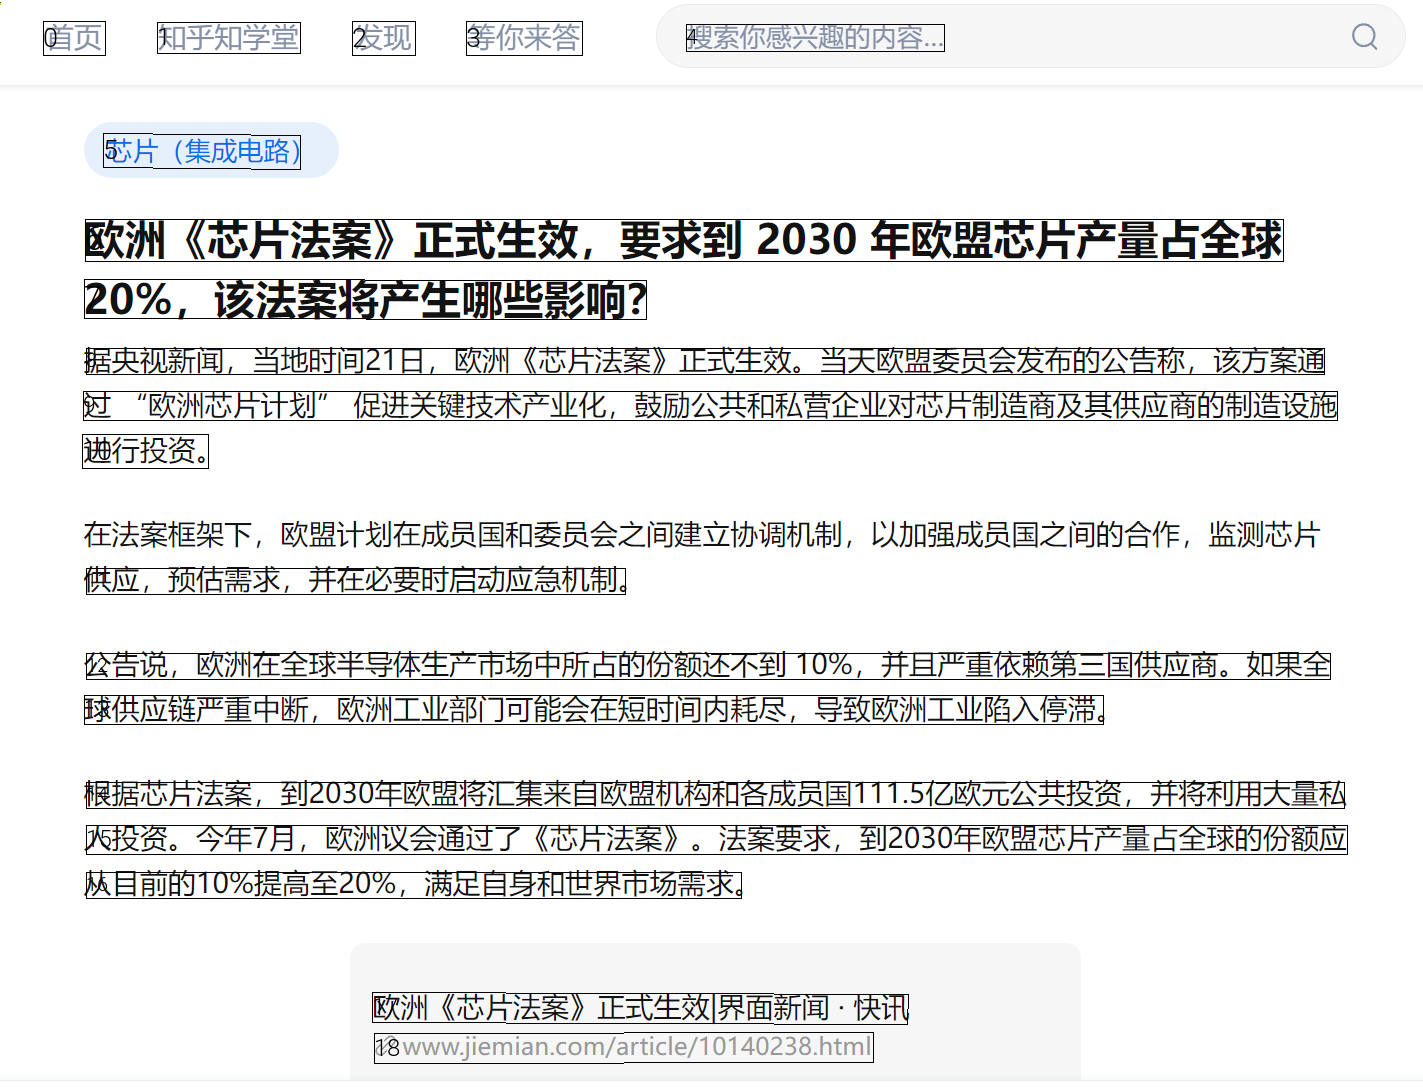 首页
知乎知学堂
发现
等你来答
搜索你感兴趣的内容...
芯片（集成电路）
欧洲《芯片法案》正式生效，要求到 2030 年欧盟芯片产量占全球
20%，该法案将产生哪些影响?
据央视新闻，当地时间21日，欧洲《芯片法案》正式生效。当天欧盟委员会发布的公告称，该方案通
过 “欧洲芯片计划” 促进关键技术产业化，鼓励公共和私营企业对芯片制造商及其供应商的制造设施
进行投资。
在法案框架下，欧盟计划在成员国和委员会之间建立协调机制，以加强成员国之间的合作，监测芯片
供应，预估需求，并在必要时启动应急机制。
公告说，欧洲在全球半导体生产市场中所占的份额还不到 10%，并且严重依赖第三国供应商。如果全
球供应链严重中断，欧洲工业部门可能会在短时间内耗尽，导致欧洲工业陷入停滞。
根据芯片法案，到2030年欧盟将汇集来自欧盟机构和各成员国111.5亿欧元公共投资，并将利用大量私
人投资。今年7月，欧洲议会通过了《芯片法案》。法案要求，到2030年欧盟芯片产量占全球的份额应
从目前的10%提高至20%，满足自身和世界市场需求。
欧洲《芯片法案》正式生效|界面新闻 · 快讯
www.jiemian.com/article/10140238.html